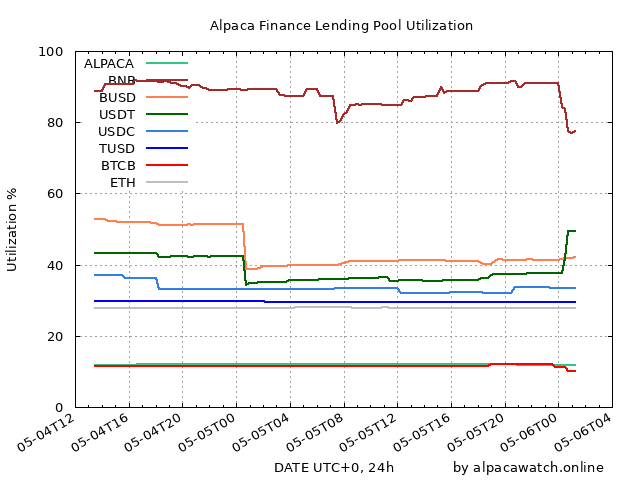 Alpaca Finance Lending Pool Utilization
Utilization %
100
80
60
40
20
0
ALPACA
BNB
BUSD
USDT
USDC
TUSD
BTCB
ETH
05-04T12
05-04T16
05-04T20
05-05T00
05-05T04
05-05T08
05-05T12
05-05T16
05-05T20
05-06T00
05-06T04
DATE UTC+0, 24h
by alpacawatch.online